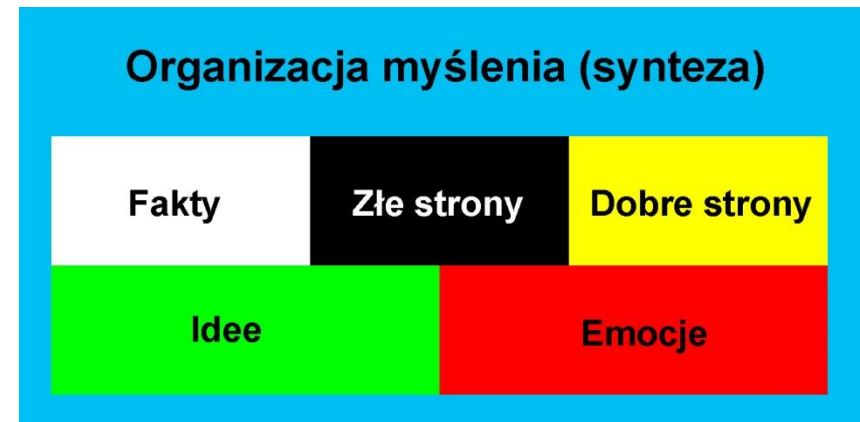 Organizacja myślenia (synteza)
Fakty
Złe strony
Dobre strony
Idee
Emocje